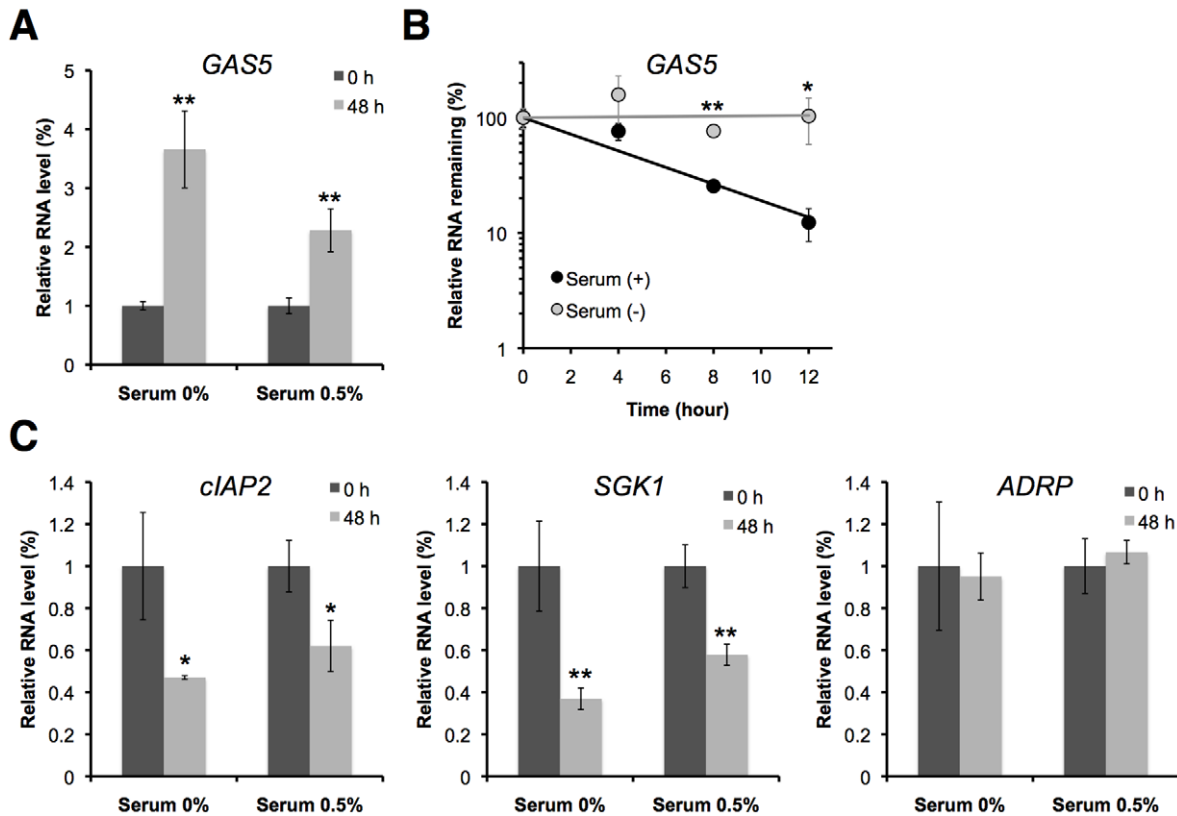 A
GAS5
0 h
48 h
Relative RNA level (%)
5
4
3
2
1
0
**
**
Serum 0%
Serum 0.5%
B
GAS5
Relative RNA remaining (%)
100
10
1
**
*
Serum (+)
Serum (-)
0 2 4 6 8 10 12
Time (hour)
C
cIAP2
0 h
48 h
Relative RNA level (%)
1.4
1.2
1
0.8
0.6
0.4
0.2
0
*
*
Serum 0%
Serum 0.5%
SGK1
0 h
48 h
Relative RNA level (%)
1.4
1.2
1
0.8
0.6
0.4
0.2
0
**
**
Serum 0%
Serum 0.5%
ADRP
0 h
48 h
Relative RNA level (%)
1.4
1.2
1
0.8
0.6
0.4
0.2
0
Serum 0%
Serum 0.5%